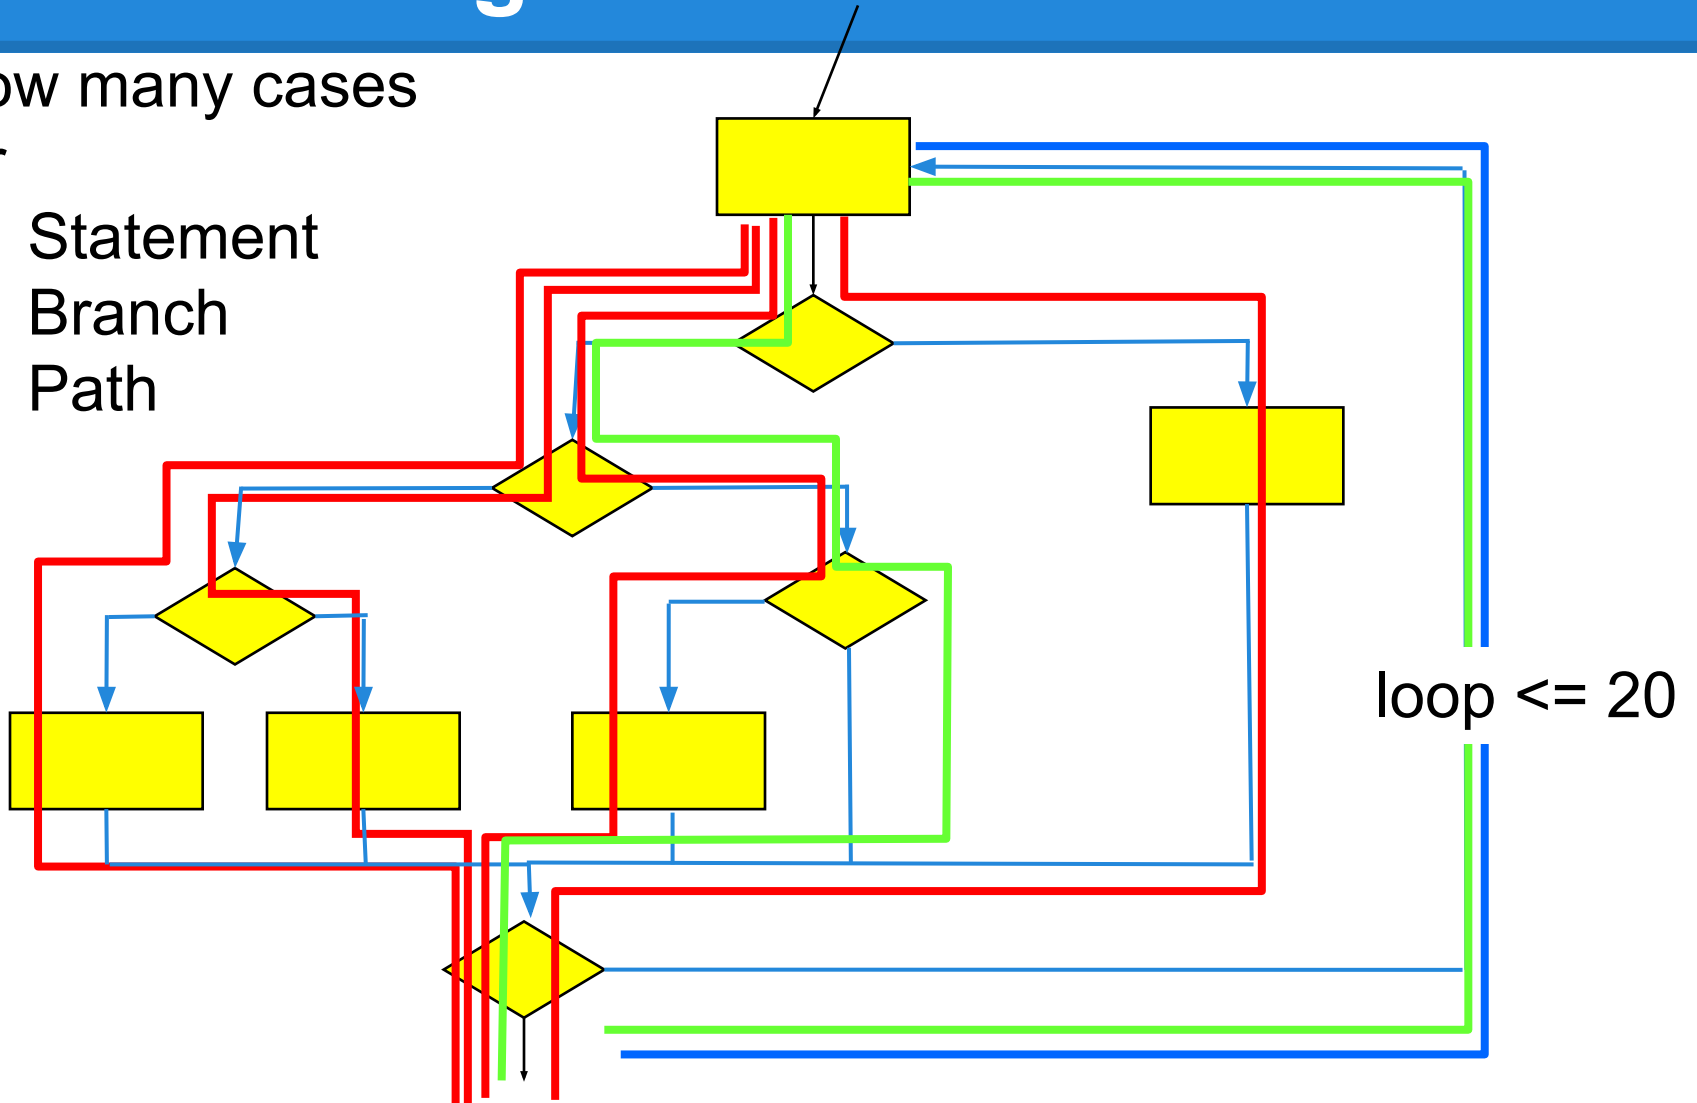 ow many cases
Statement
Branch
Path
loop <= 20